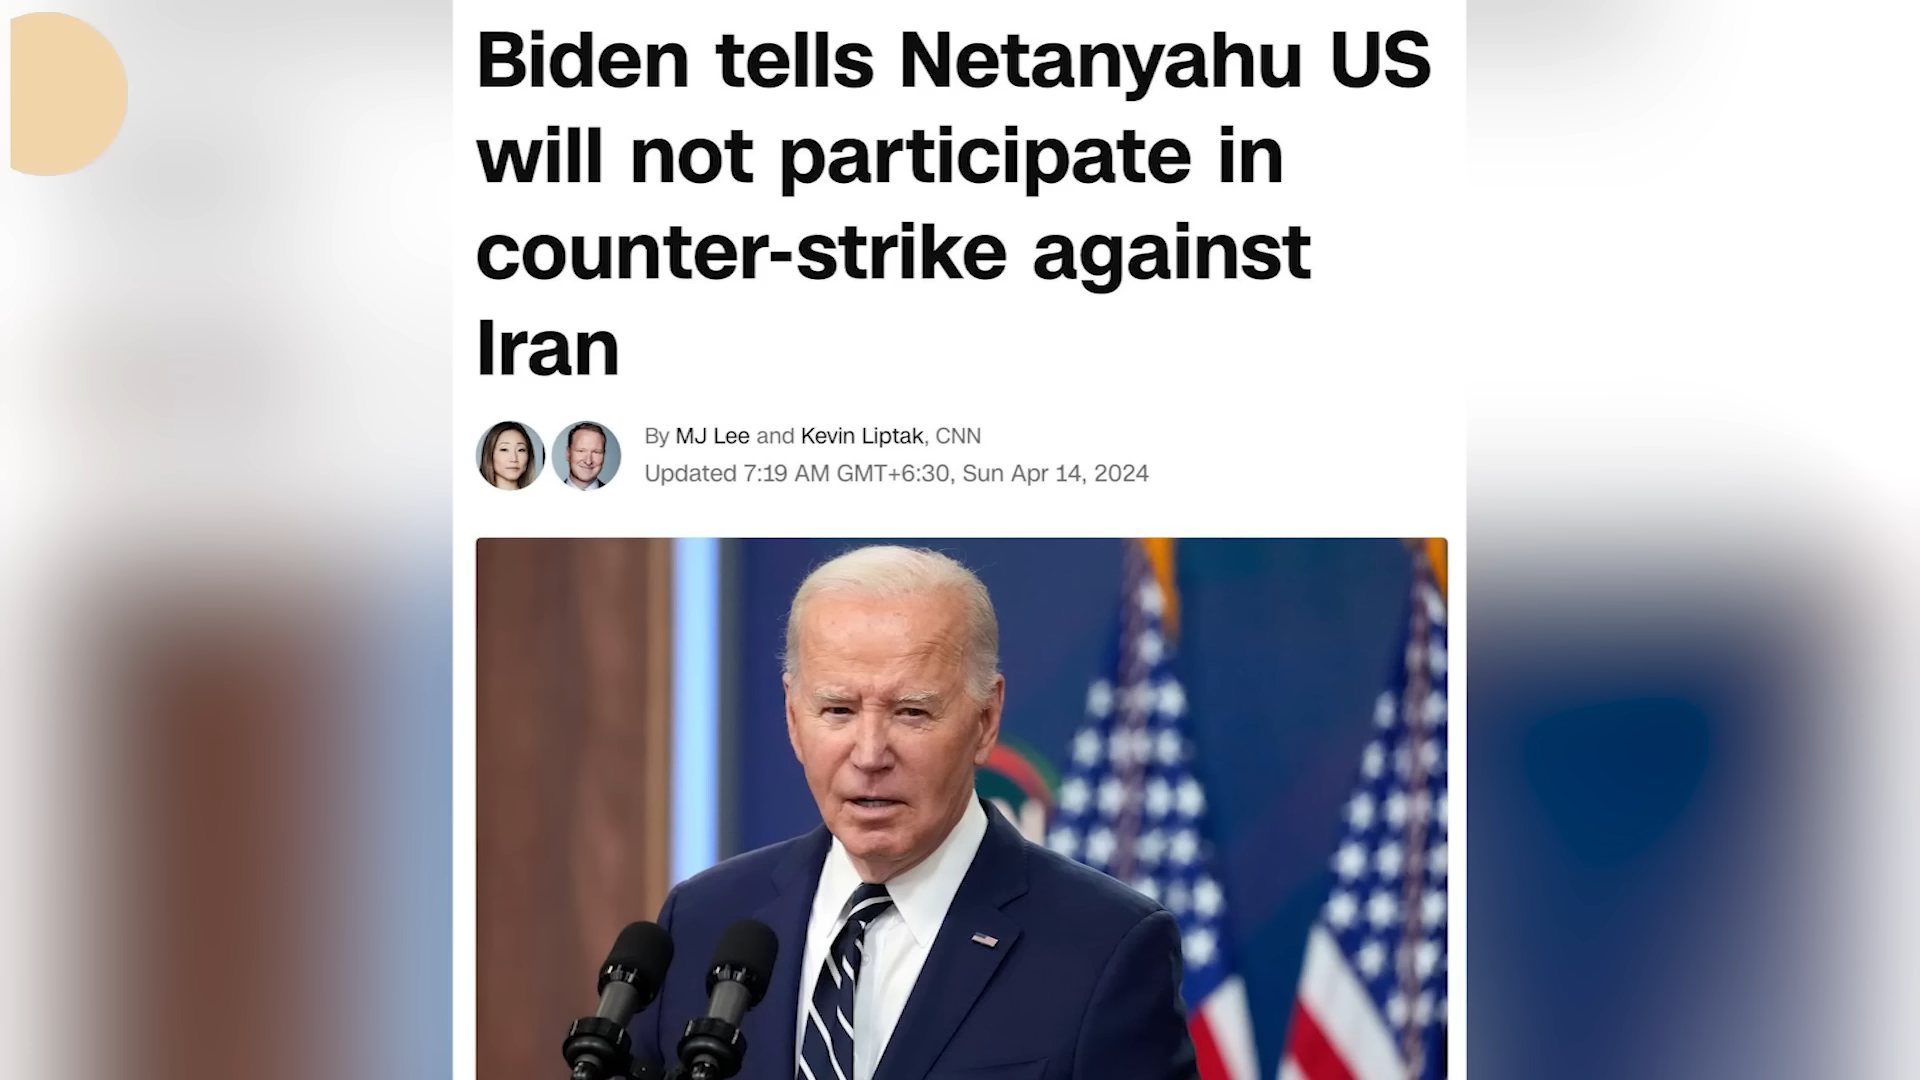 Biden tells Netanyahu US
will not participate in
counter-strike against
Iran
By MJ Lee and Kevin Liptak, CNN
Updated 7:19 AM GMT+6:30, Sun Apr 14, 2024